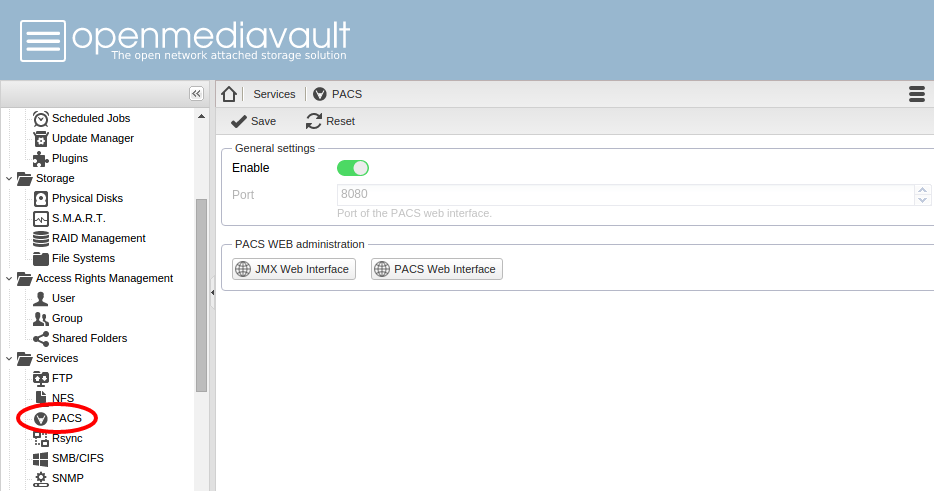 openmediavault
The open network attached storage solution
Services
PACS
Save
Reset
Scheduled Jobs
Update Manager
Plugins
Storage
Physical Disks
S.M.A.R.T.
RAID Management
File Systems
Access Rights Management
User
Group
Shared Folders
Services
FTP
NFS
PACS
Rsync
SMB/CIFS
SNMP
General settings
Enable
Port
8080
Port of the PACS web interface.
PACS WEB administration
JMX Web Interface
PACS Web Interface